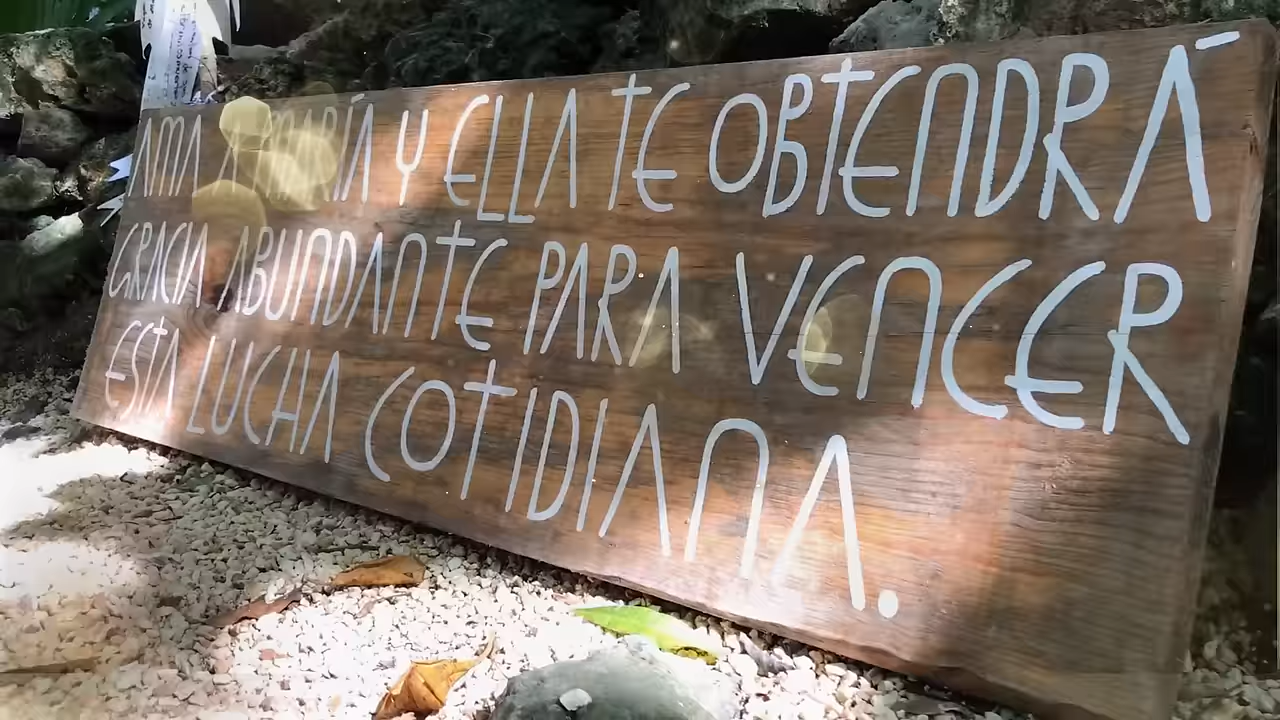 AMA A MARÍA Y ELLA TE OBTENDRÁ
GRACIA ABUNDANTE PARA VENCER
ESTA LUCHA COTIDIANA.